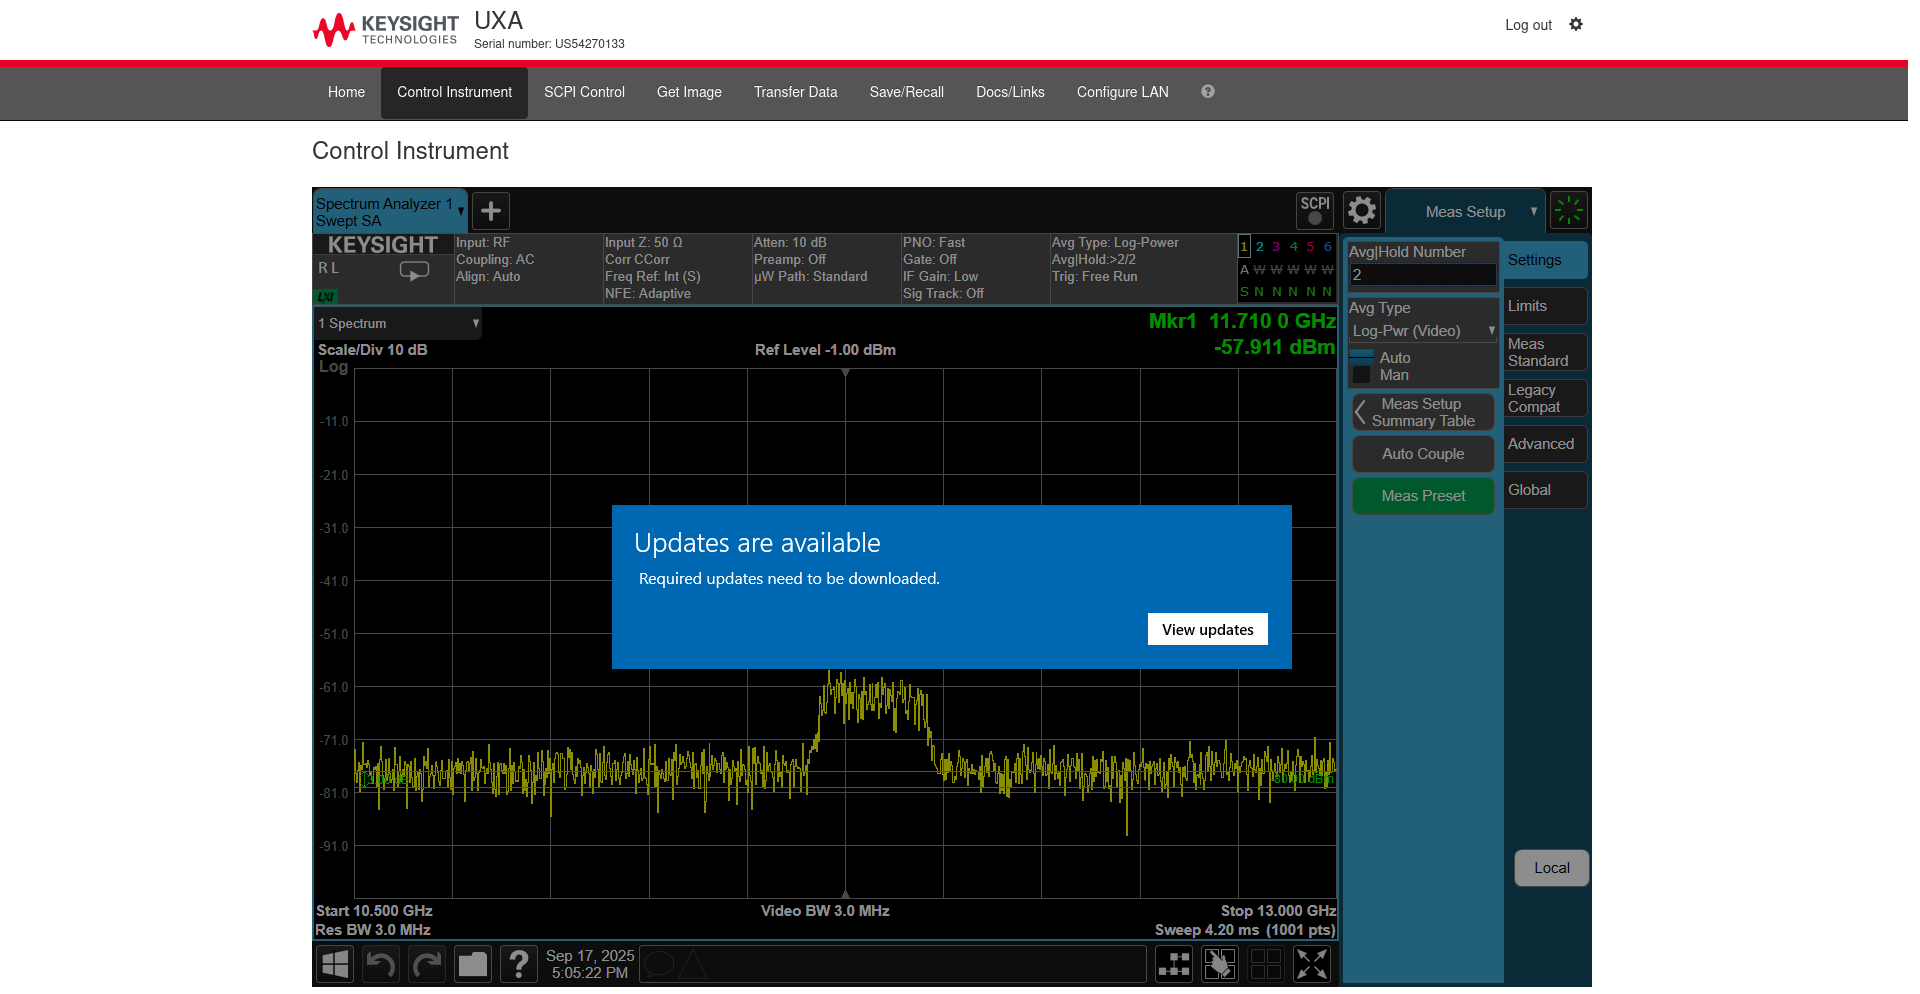 KEYSIGHT
TECHNOLOGIES
UXA
Serial number: US54270133
Log out
Home
Control Instrument
SCPI Control
Get Image
Transfer Data
Save/Recall
Docs/Links
Configure LAN
?
Control Instrument
Spectrum Analyzer 1
Swept SA
+
SCPI
Meas Setup
KEYSIGHT
R L
LXI
Input: RF
Coupling: AC
Align: Auto
Input Z: 50 Ω
Corr CCorr
Freq Ref: Int (S)
NFE: Adaptive
Atten: 10 dB
Preamp: Off
µW Path: Standard
PNO: Fast
Gate: Off
IF Gain: Low
Sig Track: Off
Avg Type: Log-Power
Avg|Hold:>2/2
Trig: Free Run
1 2 3 4 5 6
A W W W W W
S N N N N N
1 Spectrum
Scale/Div 10 dB
Log
Ref Level -1.00 dBm
Mkr1 11.710 0 GHz
-57.911 dBm
-11.0
-21.0
-31.0
-41.0
-51.0
-61.0
-71.0
-81.0
-91.0
Updates are available
Required updates need to be downloaded.
View updates
Start 10.500 GHz
Res BW 3.0 MHz
Video BW 3.0 MHz
Stop 13.000 GHz
Sweep 4.20 ms (1001 pts)
Avg|Hold Number
2
Avg Type
Log-Pwr (Video)
Auto
Man
Meas Setup
Summary Table
Auto Couple
Meas Preset
Settings
Limits
Meas
Standard
Legacy
Compat
Advanced
Global
Local
?
Sep 17, 2025
5:05:22 PM